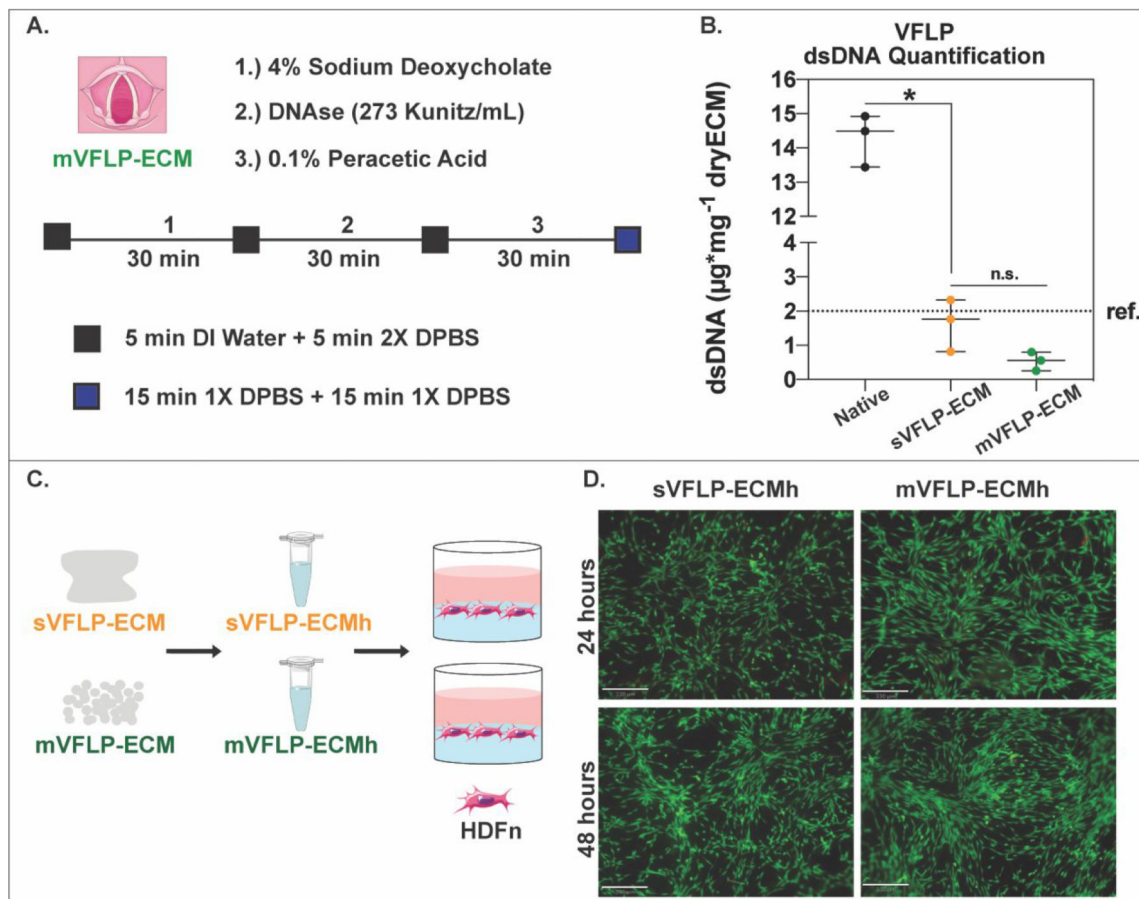 A.
1.) 4% Sodium Deoxycholate
2.) DNAse (273 Kunitz/mL)
3.) 0.1% Peracetic Acid
mVFLP-ECM
1
2
3
30 min
30 min
30 min
5 min DI Water + 5 min 2X DPBS
15 min 1X DPBS + 15 min 1X DPBS
B.
VFLP
dsDNA Quantification
dsDNA (µg*mg⁻¹ dryECM)
16
15
14
13
12
4
3
2
1
0
*
n.s.
ref.
Native
sVFLP-ECM
mVFLP-ECM
C.
sVFLP-ECM
sVFLP-ECMh
mVFLP-ECM
mVFLP-ECMh
HDFn
D.
sVFLP-ECMh
mVFLP-ECMh
24 hours
48 hours